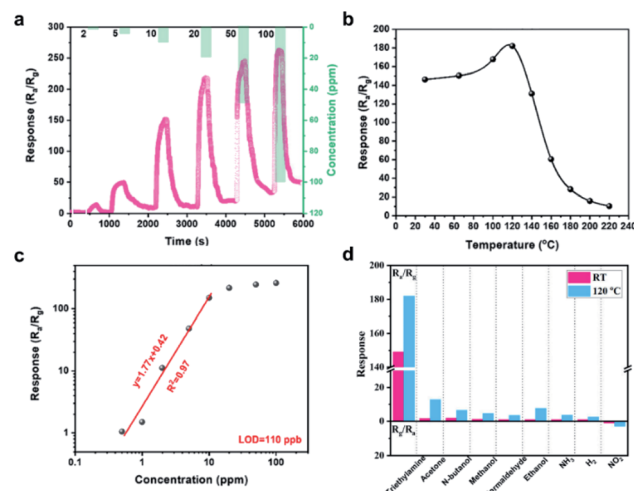 a
2 5 10 20 50 100
300
250
200
150
100
50
0
0
20
40
60
80
100
120
0 1000 2000 3000 4000 5000 6000
Response (Ra/Rg)
Concentration (ppm)
Time (s)
b
200
180
160
140
120
100
80
60
40
20
0
20 40 60 80 100 120 140 160 180 200 220 240
Response (Ra/Rg)
Temperature (°C)
c
100
10
1
0.1 1 10 100
Response (Ra/Rg)
y=1.77x+0.42
R²=0.97
LOD=110 ppb
Concentration (ppm)
d
Ra/Rg
RT
120 °C
200
180
160
140
20
0
Rg/Ra
Response
Triethylamine
Acetone
N-butanol
Methanol
ormaldehyde
Ethanol
NH3
H2
NO2